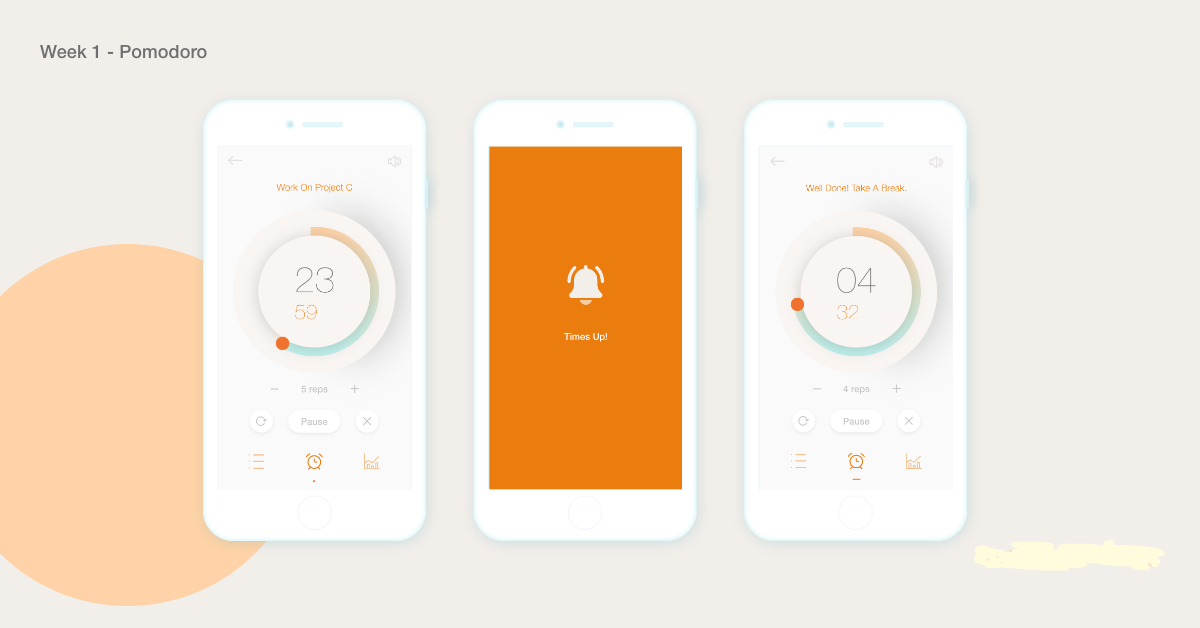 Week 1 - Pomodoro
Work On Project C
23
59
− 5 reps +
Pause
Times Up!
Well Done! Take A Break.
04
32
− 4 reps +
Pause